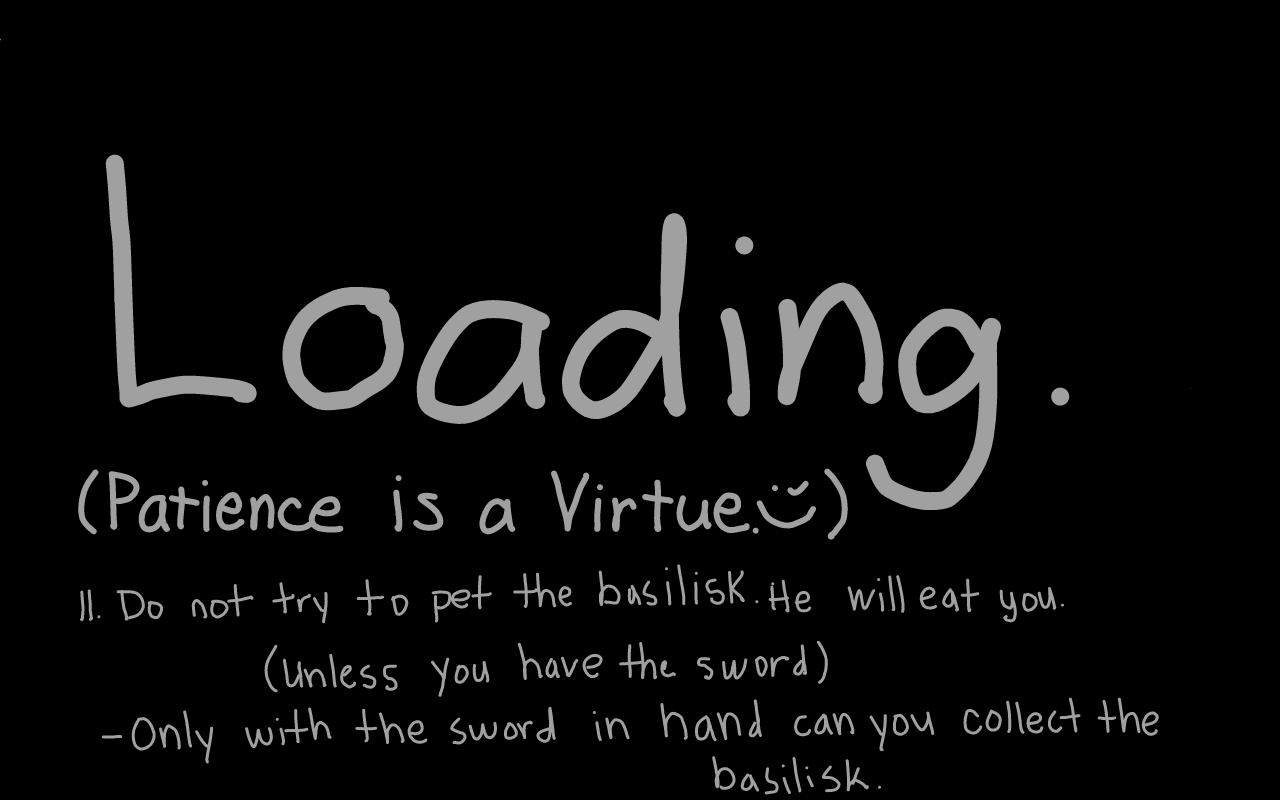 Loading.
(Patience is a Virtue.:))
11. Do not try to pet the basilisk. He will eat you.
(Unless you have the sword)
-Only with the sword in hand can you collect the
basilisk.